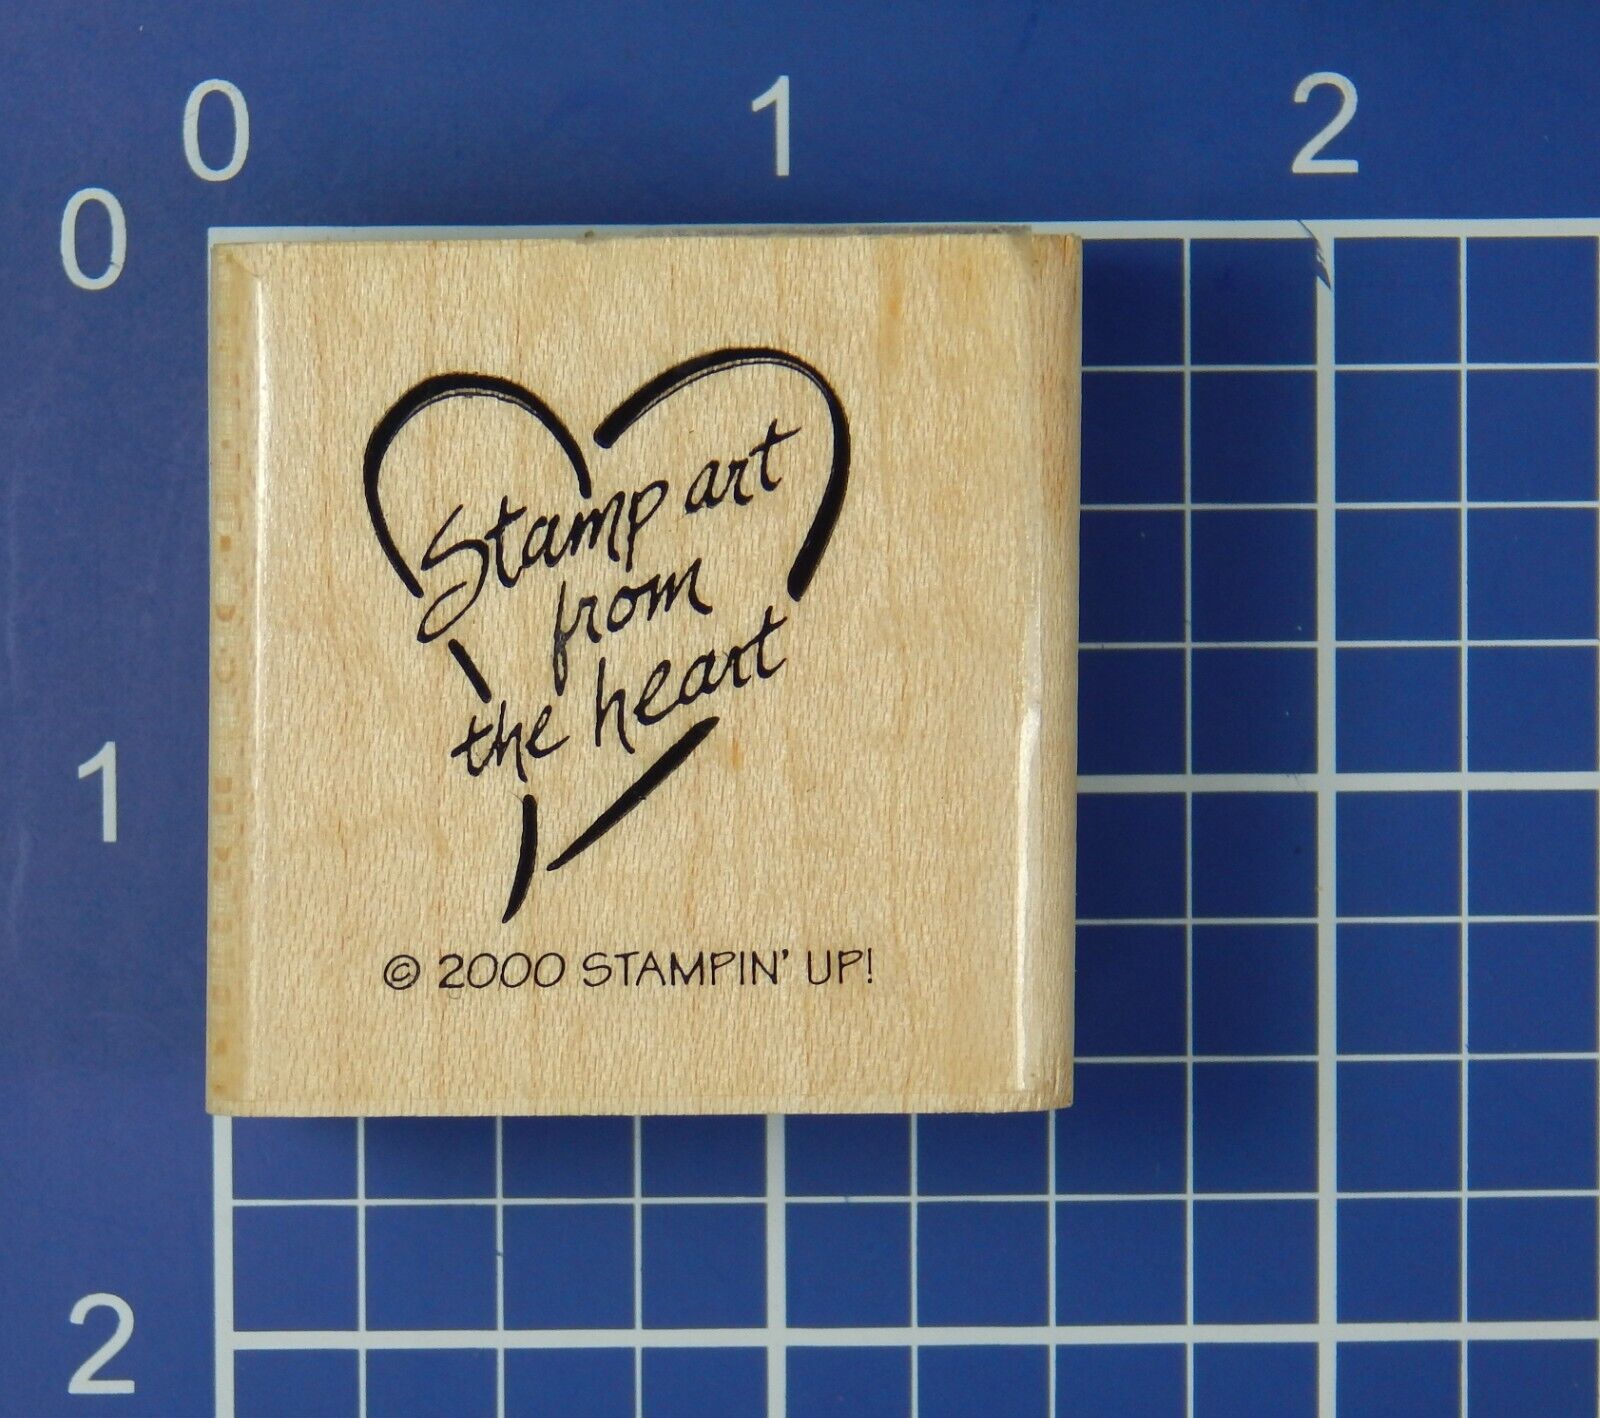 0 1 2
0
Stamp art
from
the heart
1
© 2000 STAMPIN' UP!
2